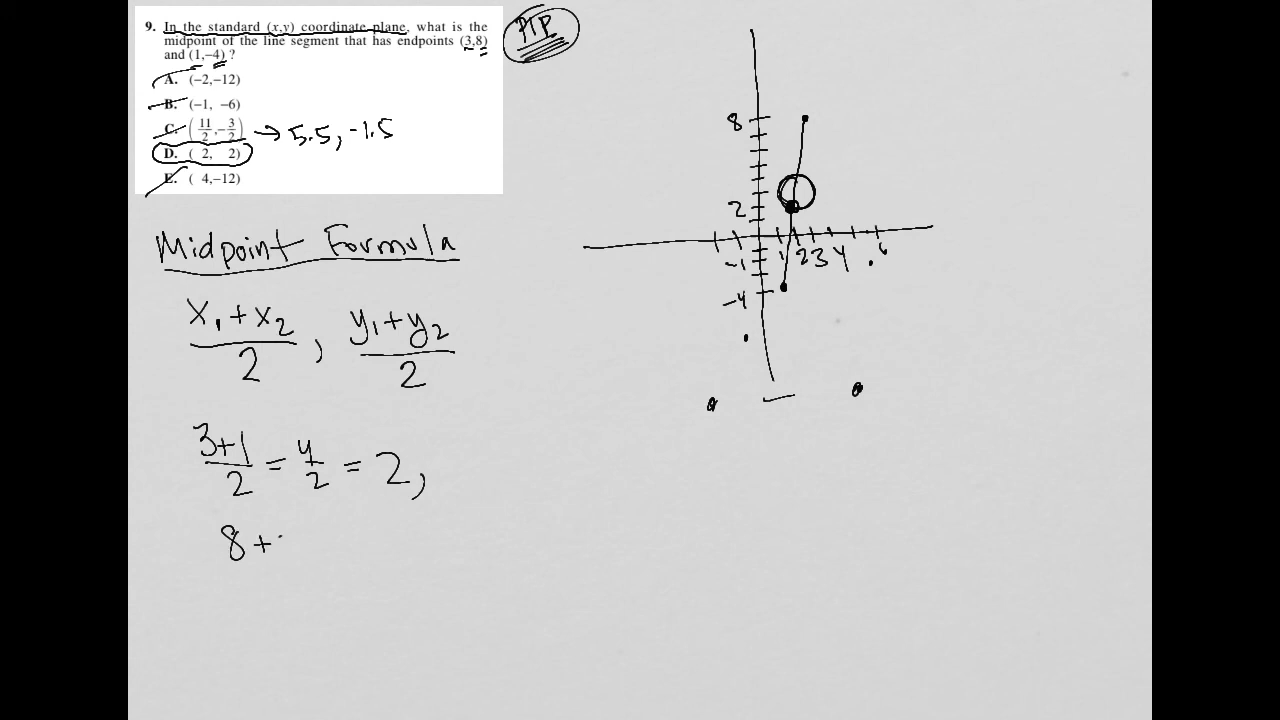 9. In the standard (x,y) coordinate plane, what is the
midpoint of the line segment that has endpoints (3,8)
and (1,−4) ?
A. (−2,−12)
B. (−1, −6)
C. (11/2, −3/2) → 5.5, -1.5
D. ( 2, 2)
E. ( 4,−12)
PIP
Midpoint Formula
x₁+x₂/2 , y₁+y₂/2
3+1/2 = 4/2 = 2,
8+
8
2
-1 1 2 3 4 6
-4